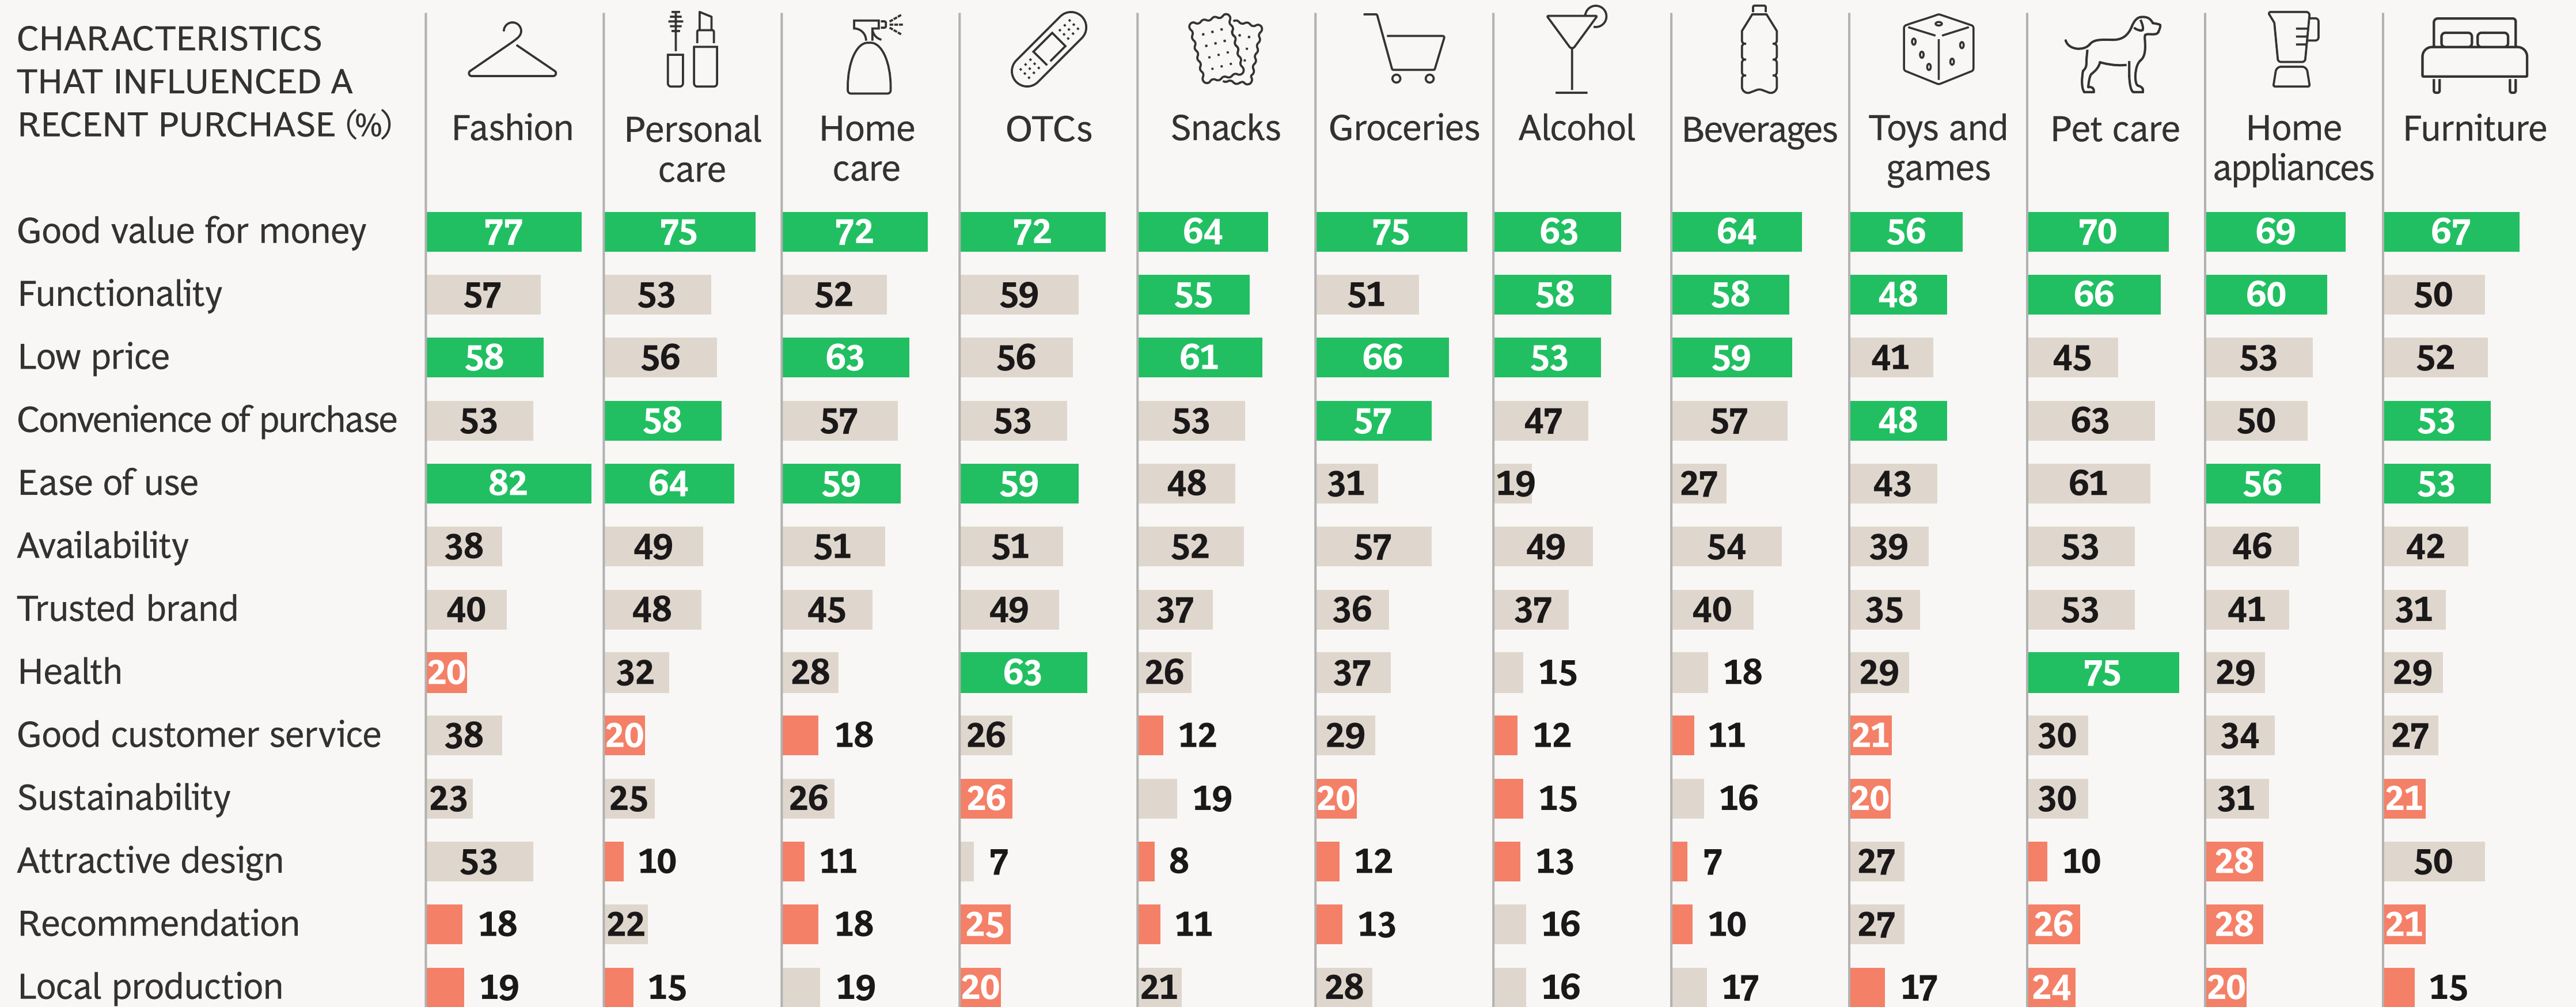 CHARACTERISTICS
THAT INFLUENCED A
RECENT PURCHASE (%)
Fashion
Personal
care
Home
care
OTCs
Snacks
Groceries
Alcohol
Beverages
Toys and
games
Pet care
Home
appliances
Furniture
Good value for money 77 75 72 72 64 75 63 64 56 70 69 67
Functionality 57 53 52 59 55 51 58 58 48 66 60 50
Low price 58 56 63 56 61 66 53 59 41 45 53 52
Convenience of purchase 53 58 57 53 53 57 47 57 48 63 50 53
Ease of use 82 64 59 59 48 31 19 27 43 61 56 53
Availability 38 49 51 51 52 57 49 54 39 53 46 42
Trusted brand 40 48 45 49 37 36 37 40 35 53 41 31
Health 20 32 28 63 26 37 15 18 29 75 29 29
Good customer service 38 20 18 26 12 29 12 11 21 30 34 27
Sustainability 23 25 26 26 19 20 15 16 20 30 31 21
Attractive design 53 10 11 7 8 12 13 7 27 10 28 50
Recommendation 18 22 18 25 11 13 16 10 27 26 28 21
Local production 19 15 19 20 21 28 16 17 17 24 20 15